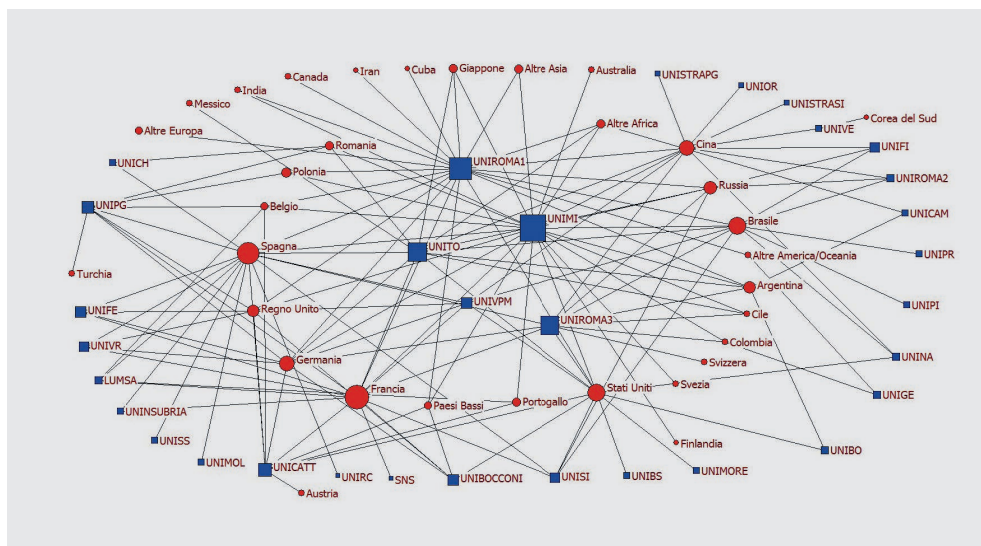 Iran
Cuba
Giappone
Altre Asia
Australia
Canada
India
UNISTRAPG
UNIOR
Messico
UNISTRASI
Corea del Sud
Altre Europa
Altre Africa
UNIVE
Romania
Cina
UNIFI
UNICH
UNIROMA1
Polonia
UNIROMA2
Russia
UNIPG
Belgio
UNICAM
UNIMI
Brasile
Spagna
UNITO
Altre America/Oceania
UNIPR
Turchia
Argentina
UNIVPM
UNIPI
UNIFE
Regno Unito
Cile
UNIROMA3
UNIVR
Colombia
UNINA
Germania
Svizzera
LUMSA
Svezia
Stati Uniti
UNIGE
Francia
Paesi Bassi
Portogallo
UNINSUBRIA
UNISS
Finlandia
UNIBO
UNIMOL
UNICATT
UNIRC
SNS
UNIBOCCONI
UNISI
UNIBS
UNIMORE
Austria